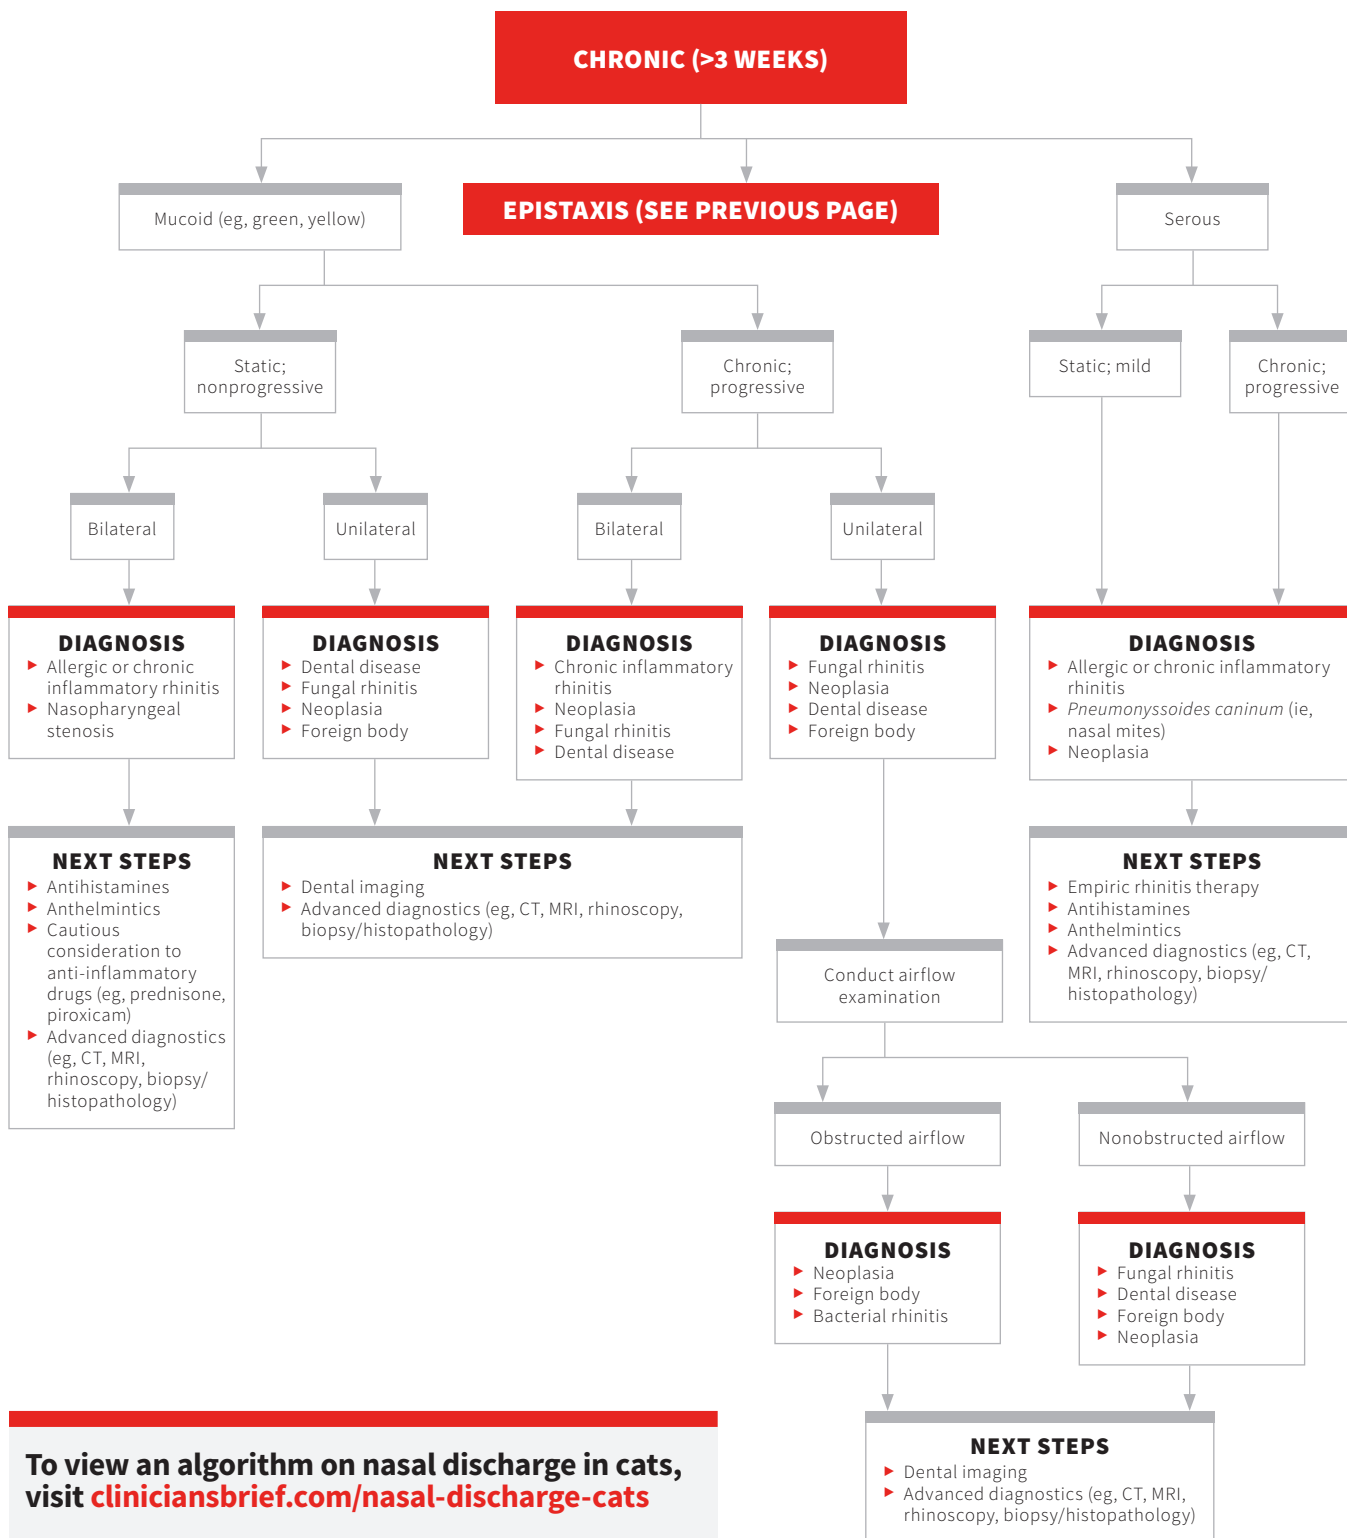 CHRONIC (>3 WEEKS)
Mucoid (eg, green, yellow)
EPISTAXIS (SEE PREVIOUS PAGE)
Serous
Static;
nonprogressive
Chronic;
progressive
Static; mild
Chronic;
progressive
Bilateral
Unilateral
Bilateral
Unilateral
DIAGNOSIS
▶ Allergic or chronic
inflammatory rhinitis
▶ Nasopharyngeal
stenosis
DIAGNOSIS
▶ Dental disease
▶ Fungal rhinitis
▶ Neoplasia
▶ Foreign body
DIAGNOSIS
▶ Chronic inflammatory
rhinitis
▶ Neoplasia
▶ Fungal rhinitis
▶ Dental disease
DIAGNOSIS
▶ Fungal rhinitis
▶ Neoplasia
▶ Dental disease
▶ Foreign body
DIAGNOSIS
▶ Allergic or chronic inflammatory
rhinitis
▶ Pneumonyssoides caninum (ie,
nasal mites)
▶ Neoplasia
NEXT STEPS
▶ Antihistamines
▶ Anthelmintics
▶ Cautious
consideration to
anti-inflammatory
drugs (eg, prednisone,
piroxicam)
▶ Advanced diagnostics
(eg, CT, MRI,
rhinoscopy, biopsy/
histopathology)
NEXT STEPS
▶ Dental imaging
▶ Advanced diagnostics (eg, CT, MRI, rhinoscopy,
biopsy/histopathology)
NEXT STEPS
▶ Empiric rhinitis therapy
▶ Antihistamines
▶ Anthelmintics
▶ Advanced diagnostics (eg, CT,
MRI, rhinoscopy, biopsy/
histopathology)
Conduct airflow
examination
Obstructed airflow
Nonobstructed airflow
DIAGNOSIS
▶ Neoplasia
▶ Foreign body
▶ Bacterial rhinitis
DIAGNOSIS
▶ Fungal rhinitis
▶ Dental disease
▶ Foreign body
▶ Neoplasia
NEXT STEPS
▶ Dental imaging
▶ Advanced diagnostics (eg, CT, MRI,
rhinoscopy, biopsy/histopathology)
To view an algorithm on nasal discharge in cats,
visit cliniciansbrief.com/nasal-discharge-cats